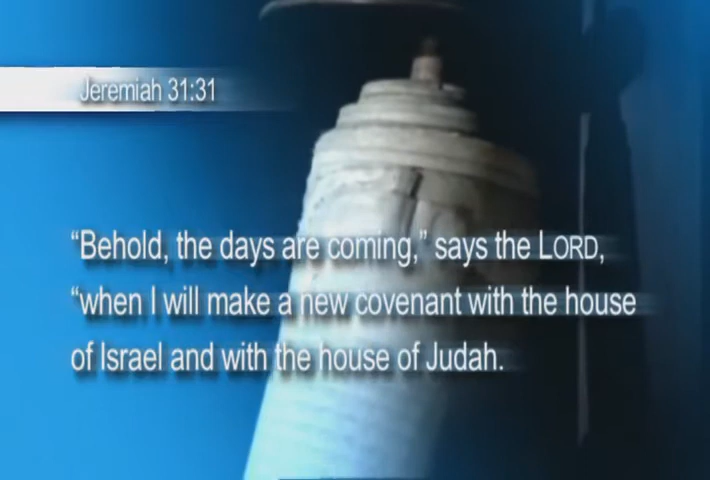 Jeremiah 31:31
“Behold, the days are coming,” says the LORD,
“when I will make a new covenant with the house
of Israel and with the house of Judah.